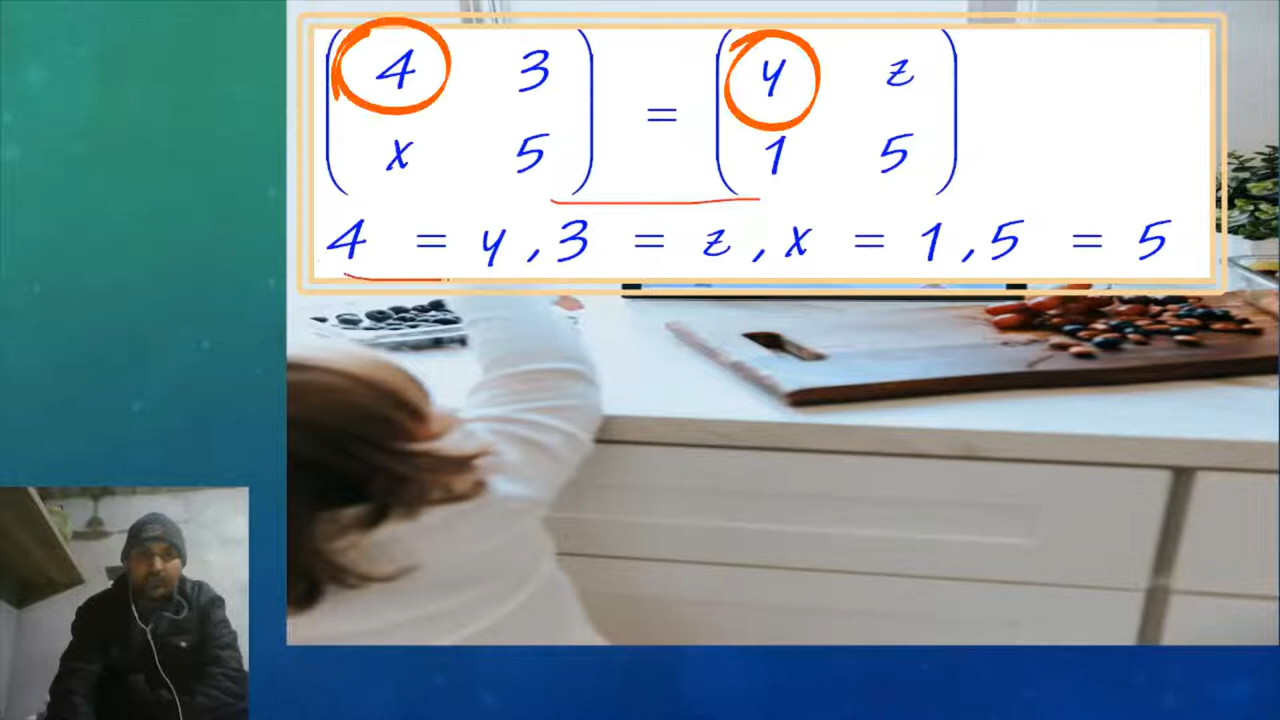 4 3 = y z
x 5 1 5
4 = y , 3 = z , x = 1 , 5 = 5